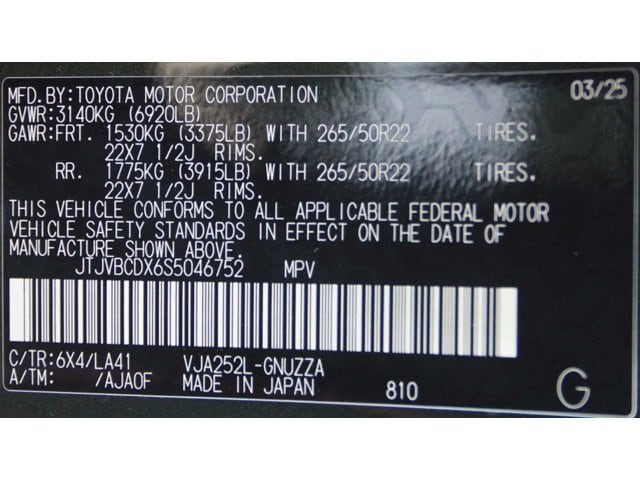 MFD.BY:TOYOTA MOTOR CORPORATION 03/25
GVWR:3140KG (6920LB)
GAWR:FRT. 1530KG (3375LB) WITH 265/50R22 TIRES.
22X7 1/2J RIMS.
RR. 1775KG (3915LB) WITH 265/50R22 TIRES.
22X7 1/2J RIMS.
THIS VEHICLE CONFORMS TO ALL APPLICABLE FEDERAL MOTOR
VEHICLE SAFETY STANDARDS IN EFFECT ON THE DATE OF
MANUFACTURE SHOWN ABOVE.
JTJVBCDX6S5046752 MPV
C/TR:6X4/LA41 VJA252L-GNUZZA
A/TM: /AJA0F MADE IN JAPAN 810 G